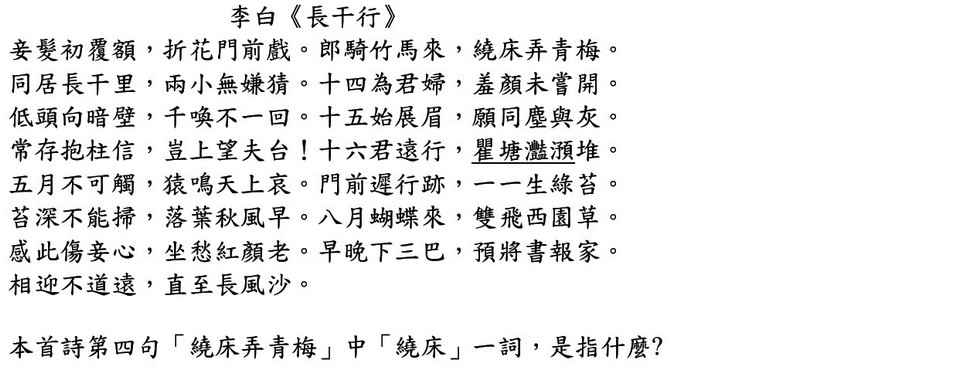 李白《長干行》
妾髮初覆額，折花門前戲。郎騎竹馬來，繞床弄青梅。
同居長干里，兩小無嫌猜。十四為君婦，羞顏未嘗開。
低頭向暗壁，千喚不一回。十五始展眉，願同塵與灰。
常存抱柱信，豈上望夫台！十六君遠行，瞿塘灩澦堆。
五月不可觸，猿鳴天上哀。門前遲行跡，一一生綠苔。
苔深不能掃，落葉秋風早。八月蝴蝶來，雙飛西園草。
感此傷妾心，坐愁紅顏老。早晚下三巴，預將書報家。
相迎不道遠，直至長風沙。
本首詩第四句「繞床弄青梅」中「繞床」一詞，是指什麼?